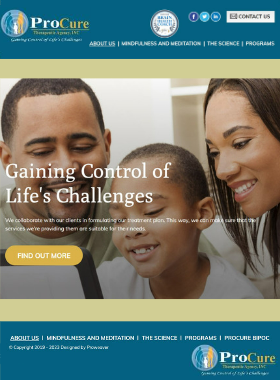 ProCure
Therapeutic Agency, INC
Gaining Control of Life's Challenges
BRAIN
CONTACT US
ABOUT US | MINDFULNESS AND MEDITATION | THE SCIENCE | PROGRAMS
Gaining Control of
Life's Challenges
We collaborate with our clients in formulating our treatment plan. This way, we can make sure that the
services we're providing them are suitable for their needs.
FIND OUT MORE
ABOUT US | MINDFULNESS AND MEDITATION | THE SCIENCE | PROGRAMS | PROCURE BIPOC
© Copyright 2019 - 2023 Designed by Proweaver
ProCure
Therapeutic Agency, INC
Gaining Control of Life's Challenges